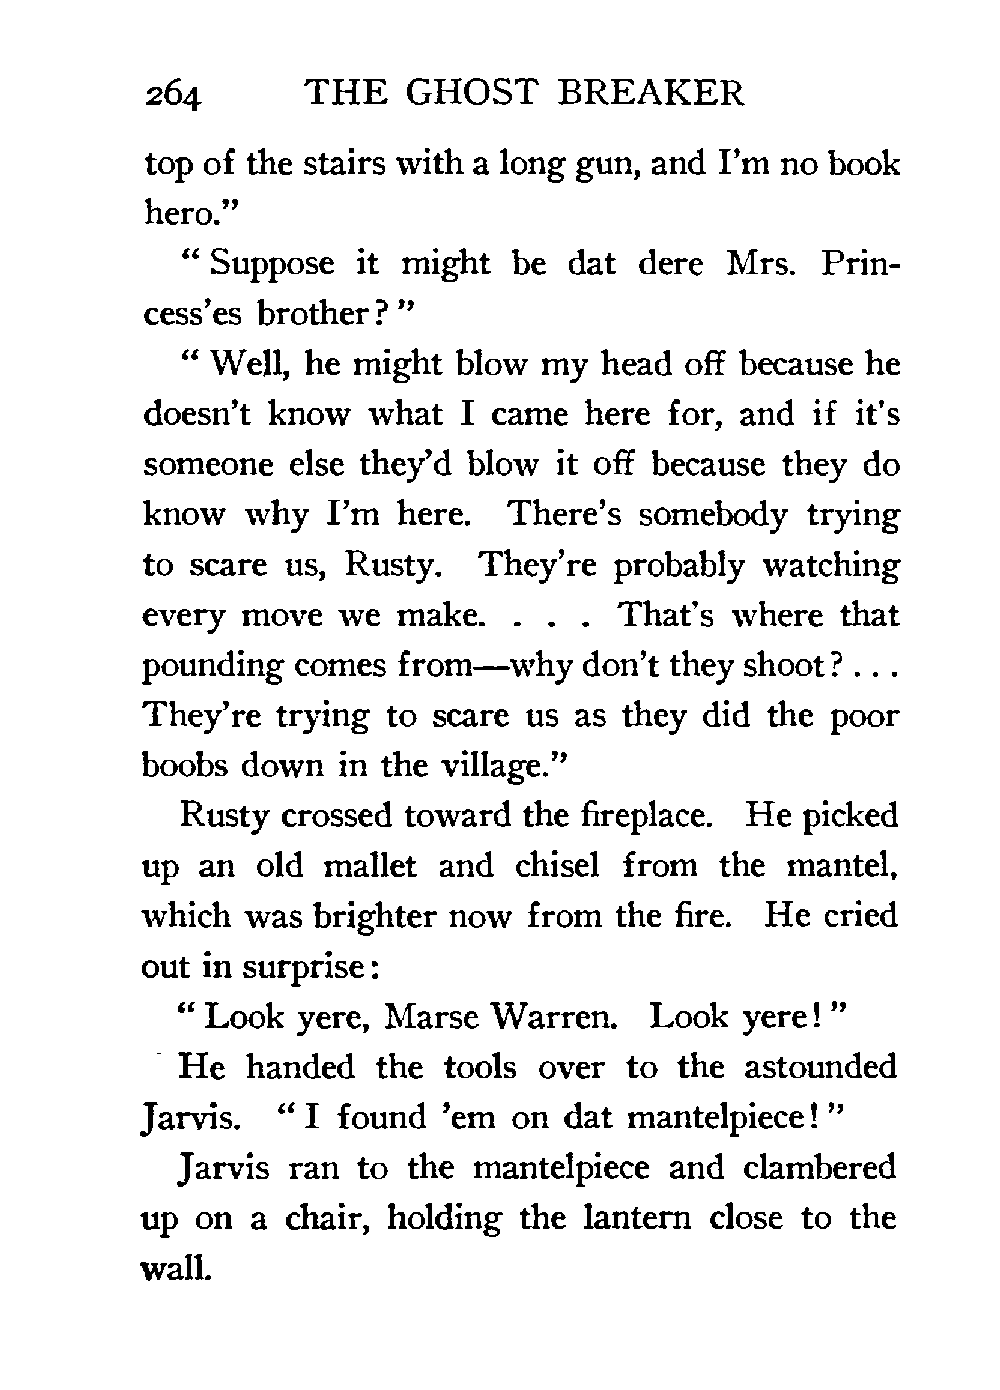 264 THE GHOST BREAKER
top of the stairs with a long gun, and I'm no book
hero."
" Suppose it might be dat dere Mrs. Prin-
cess'es brother? "
" Well, he might blow my head off because he
doesn't know what I came here for, and if it's
someone else they'd blow it off because they do
know why I'm here. There's somebody trying
to scare us, Rusty. They're probably watching
every move we make. . . . That's where that
pounding comes from—why don't they shoot? . . .
They're trying to scare us as they did the poor
boobs down in the village."
Rusty crossed toward the fireplace. He picked
up an old mallet and chisel from the mantel,
which was brighter now from the fire. He cried
out in surprise:
" Look yere, Marse Warren. Look yere! "
He handed the tools over to the astounded
Jarvis. " I found 'em on dat mantelpiece! "
Jarvis ran to the mantelpiece and clambered
up on a chair, holding the lantern close to the
wall.